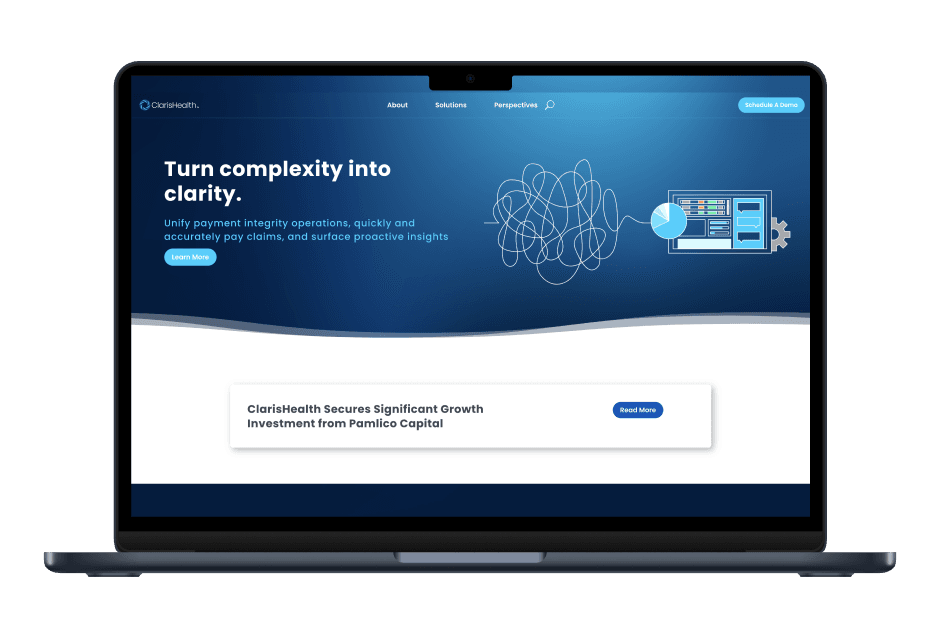 ClarisHealth.
About
Solutions
Perspectives
Schedule A Demo
Turn complexity into
clarity.
Unify payment integrity operations, quickly and
accurately pay claims, and surface proactive insights
Learn More
ClarisHealth Secures Significant Growth
Investment from Pamlico Capital
Read More